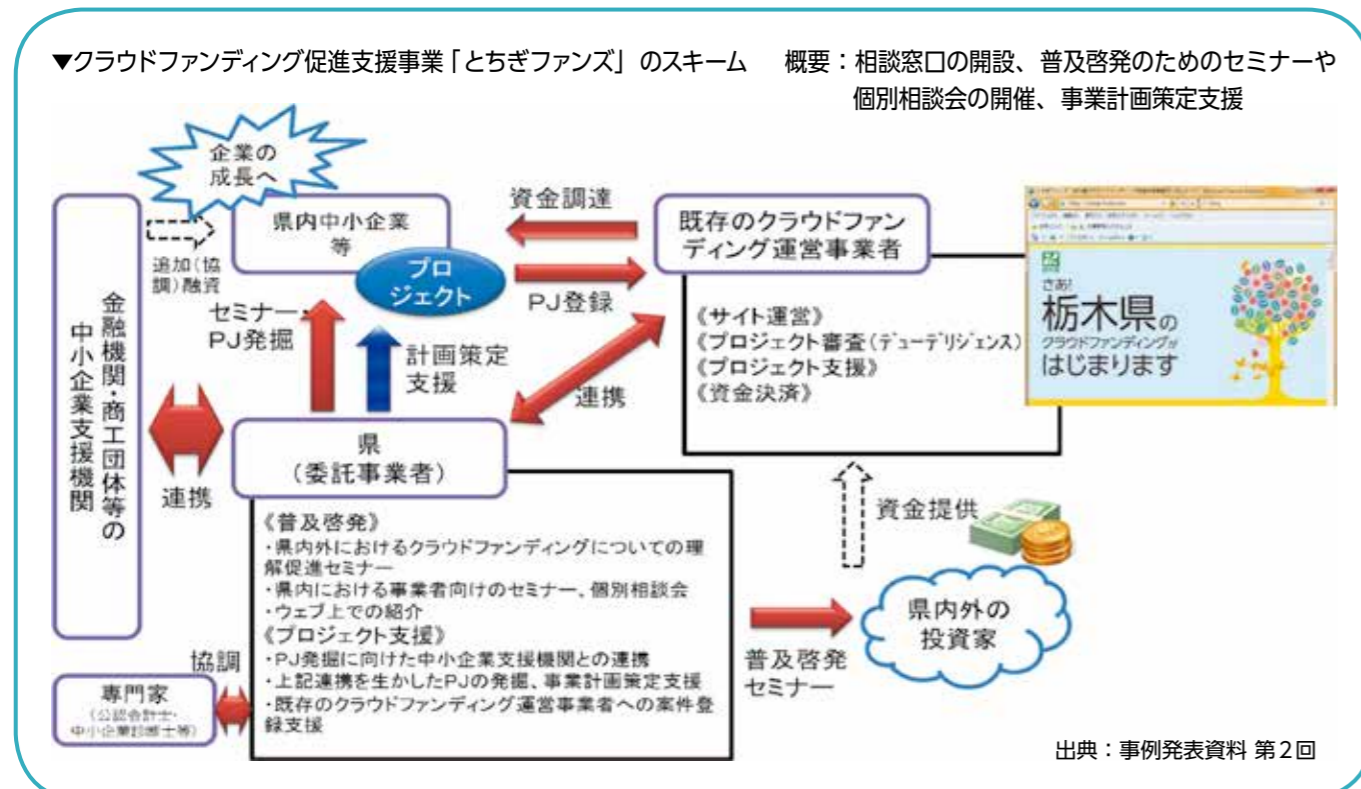 ▼クラウドファンディング促進支援事業「とちぎファンズ」のスキーム
概要：相談窓口の開設、普及啓発のためのセミナーや
個別相談会の開催、事業計画策定支援
企業の
成長へ
県内中小企業
等
プロ
ジェクト
資金調達
PJ登録
既存のクラウドファン
ディング運営事業者
《サイト運営》
《プロジェクト審査(デューデリジェンス)
《プロジェクト支援》
《資金決済》
さあ!
栃木県の
クラウドファンディングが
はじまります
追加(協
調)融資
金融機関・商工団体等の
中小企業支援機関
セミナー・
PJ発掘
計画策定
支援
連携
連携
県
(委託事業者)
《普及啓発》
・県内外におけるクラウドファンディングについての理
解促進セミナー
・県内における事業者向けのセミナー、個別相談会
・ウェブ上での紹介
《プロジェクト支援》
・PJ発掘に向けた中小企業支援機関との連携
・上記連携を生かしたPJの発掘、事業計画策定支援
・既存のクラウドファンディング運営事業者への案件登
録支援
資金提供
県内外の
投資家
普及啓発
セミナー
協調
専門家
(公認会計士・
中小企業診断士等)
出典：事例発表資料 第2回